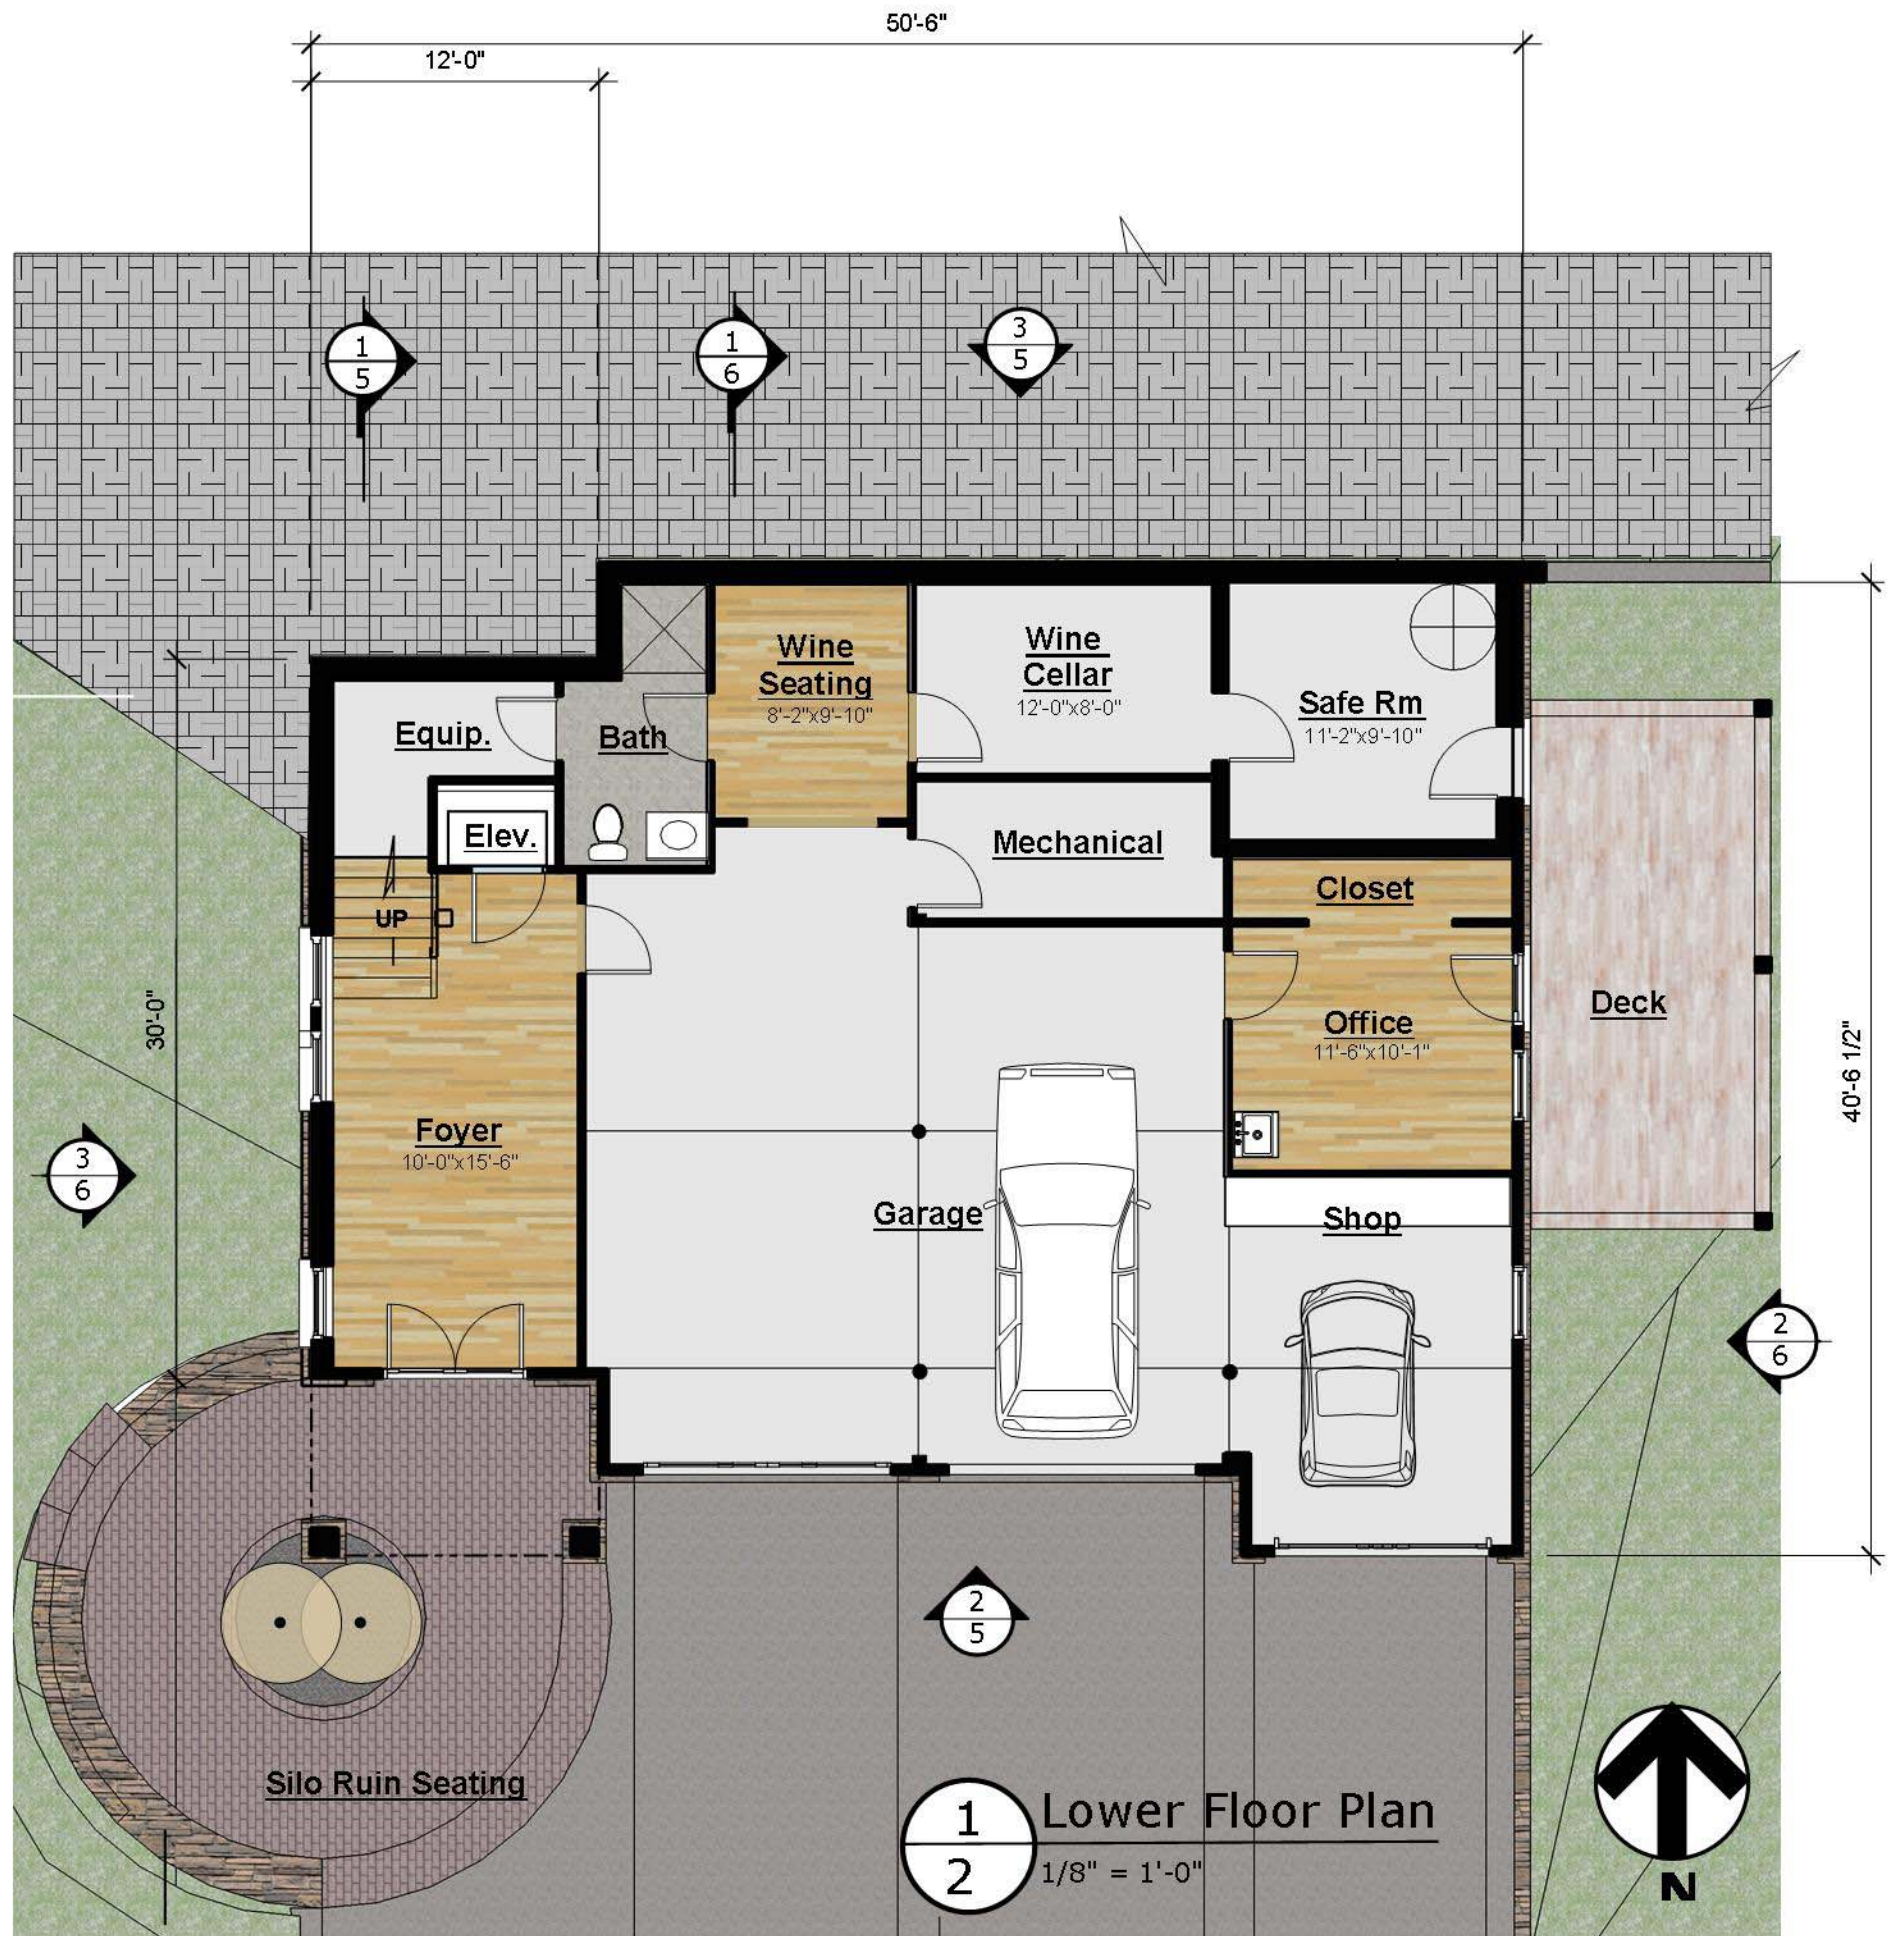 50'-6"
12'-0"
1
5
1
6
3
5
Wine
Seating
8'-2"x9'-10"
Wine
Cellar
12'-0"x8'-0"
Safe Rm
11'-2"x9'-10"
Equip.
Bath
Elev.
Mechanical
Closet
UP
Office
11'-6"x10'-1"
Deck
30'-0"
40'-6 1/2"
Foyer
10'-0"x15'-6"
3
6
Garage
Shop
2
6
2
5
Silo Ruin Seating
1
2
Lower Floor Plan
1/8" = 1'-0"
N